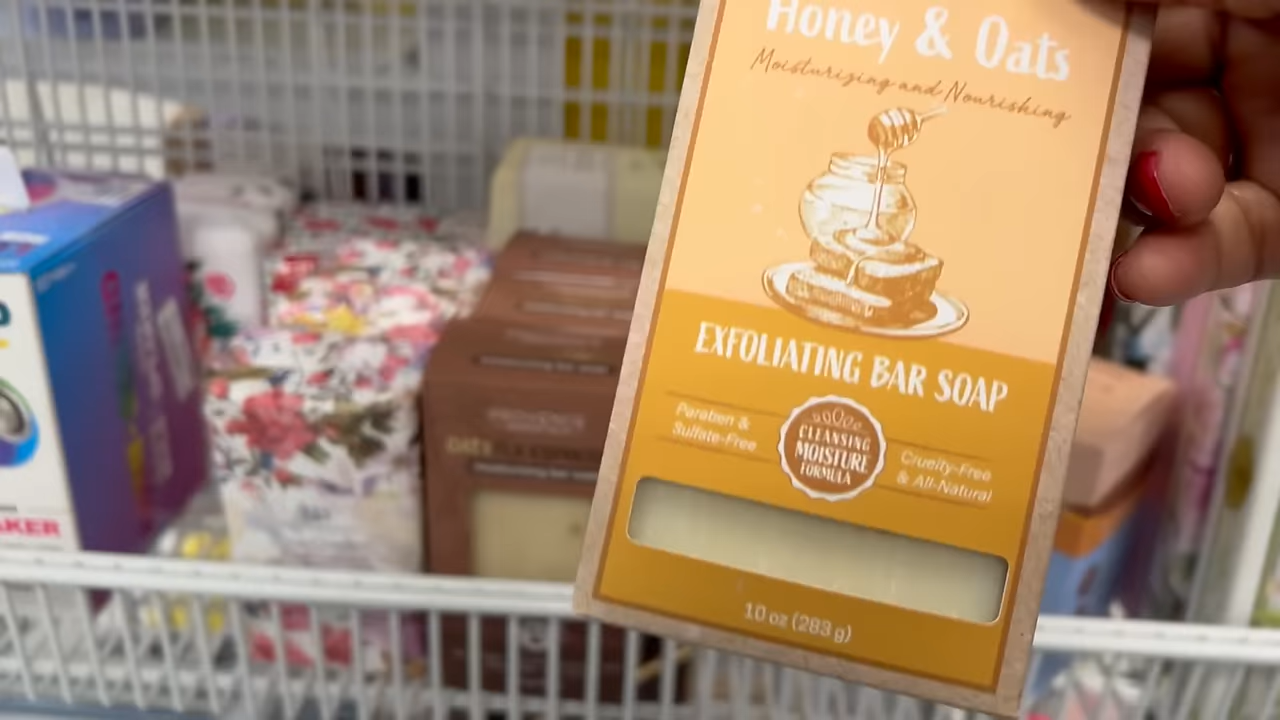 Honey & Oats
Moisturizing and Nourishing
EXFOLIATING BAR SOAP
Paraben &
Sulfate-Free
CLEANSING
MOISTURE
FORMULA
Cruelty-Free
& All-Natural
10 oz (283 g)
AKER